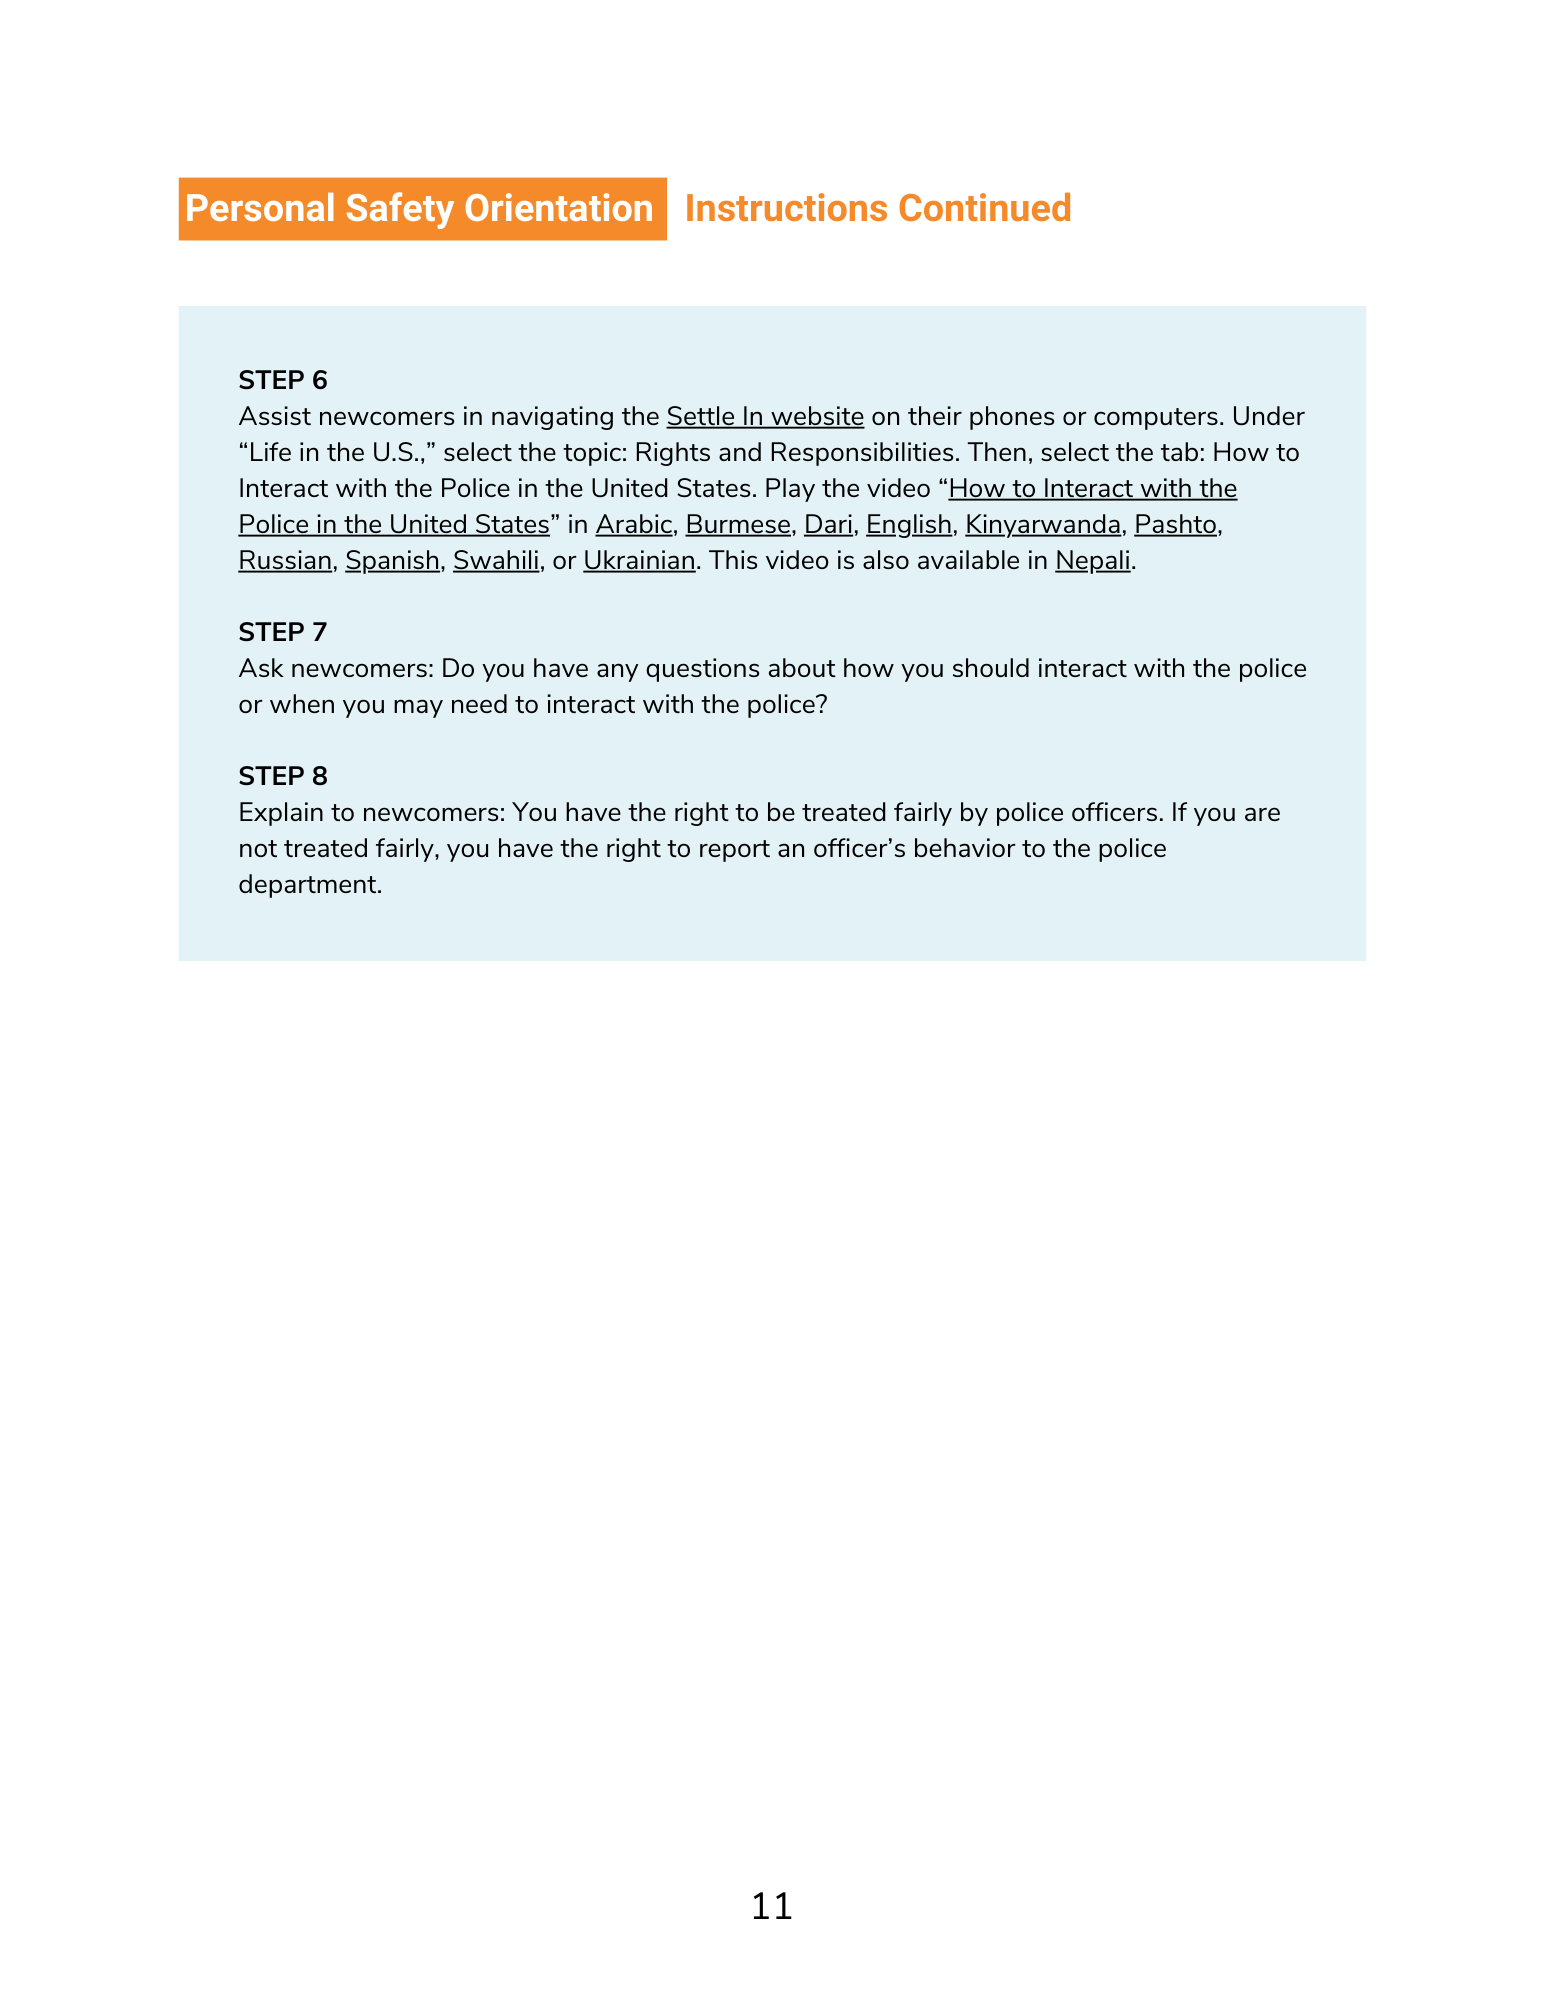 Personal Safety Orientation Instructions Continued
STEP 6
Assist newcomers in navigating the Settle In website on their phones or computers. Under
“Life in the U.S.,” select the topic: Rights and Responsibilities. Then, select the tab: How to
Interact with the Police in the United States. Play the video “How to Interact with the
Police in the United States” in Arabic, Burmese, Dari, English, Kinyarwanda, Pashto,
Russian, Spanish, Swahili, or Ukrainian. This video is also available in Nepali.
STEP 7
Ask newcomers: Do you have any questions about how you should interact with the police
or when you may need to interact with the police?
STEP 8
Explain to newcomers: You have the right to be treated fairly by police officers. If you are
not treated fairly, you have the right to report an officer’s behavior to the police
department.
11